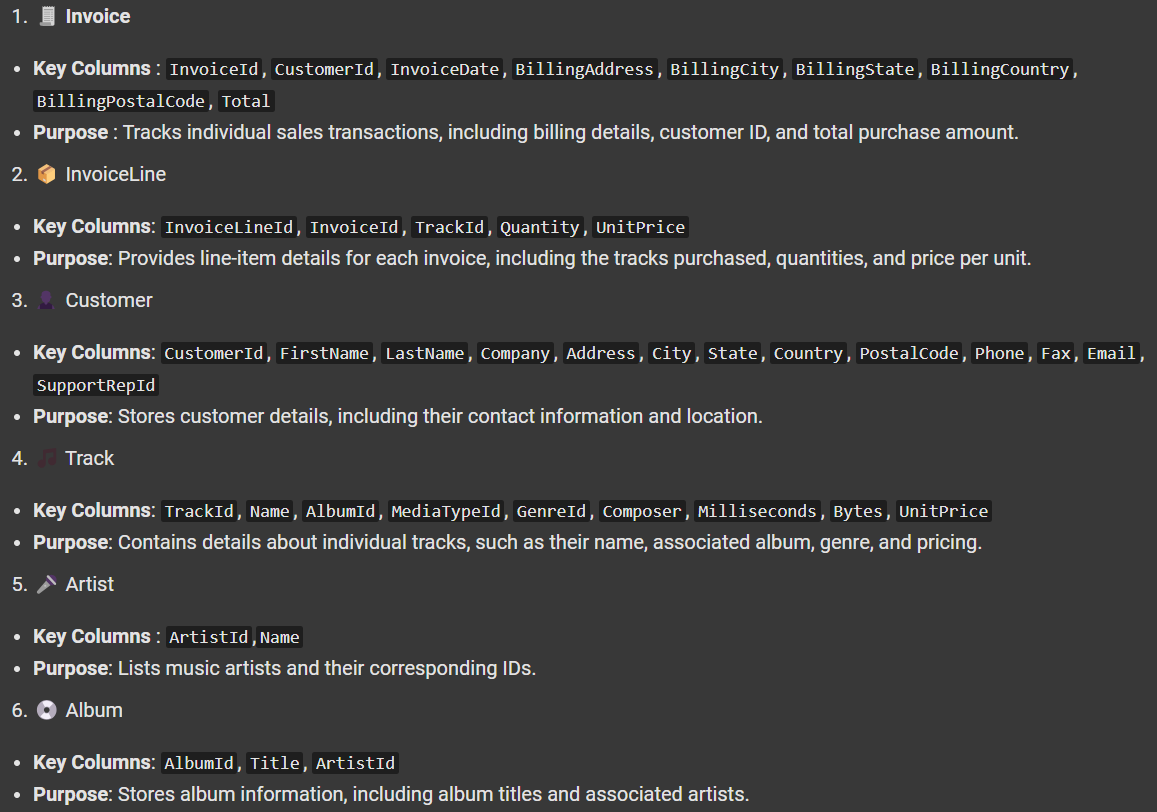 1. 🧾 Invoice
• Key Columns : InvoiceId, CustomerId, InvoiceDate, BillingAddress, BillingCity, BillingState, BillingCountry,
BillingPostalCode, Total
• Purpose : Tracks individual sales transactions, including billing details, customer ID, and total purchase amount.
2. 📦 InvoiceLine
• Key Columns: InvoiceLineId, InvoiceId, TrackId, Quantity, UnitPrice
• Purpose: Provides line-item details for each invoice, including the tracks purchased, quantities, and price per unit.
3. 👤 Customer
• Key Columns: CustomerId, FirstName, LastName, Company, Address, City, State, Country, PostalCode, Phone, Fax, Email,
SupportRepId
• Purpose: Stores customer details, including their contact information and location.
4. 🎵 Track
• Key Columns: TrackId, Name, AlbumId, MediaTypeId, GenreId, Composer, Milliseconds, Bytes, UnitPrice
• Purpose: Contains details about individual tracks, such as their name, associated album, genre, and pricing.
5. 🎤 Artist
• Key Columns : ArtistId,Name
• Purpose: Lists music artists and their corresponding IDs.
6. 💿 Album
• Key Columns: AlbumId, Title, ArtistId
• Purpose: Stores album information, including album titles and associated artists.